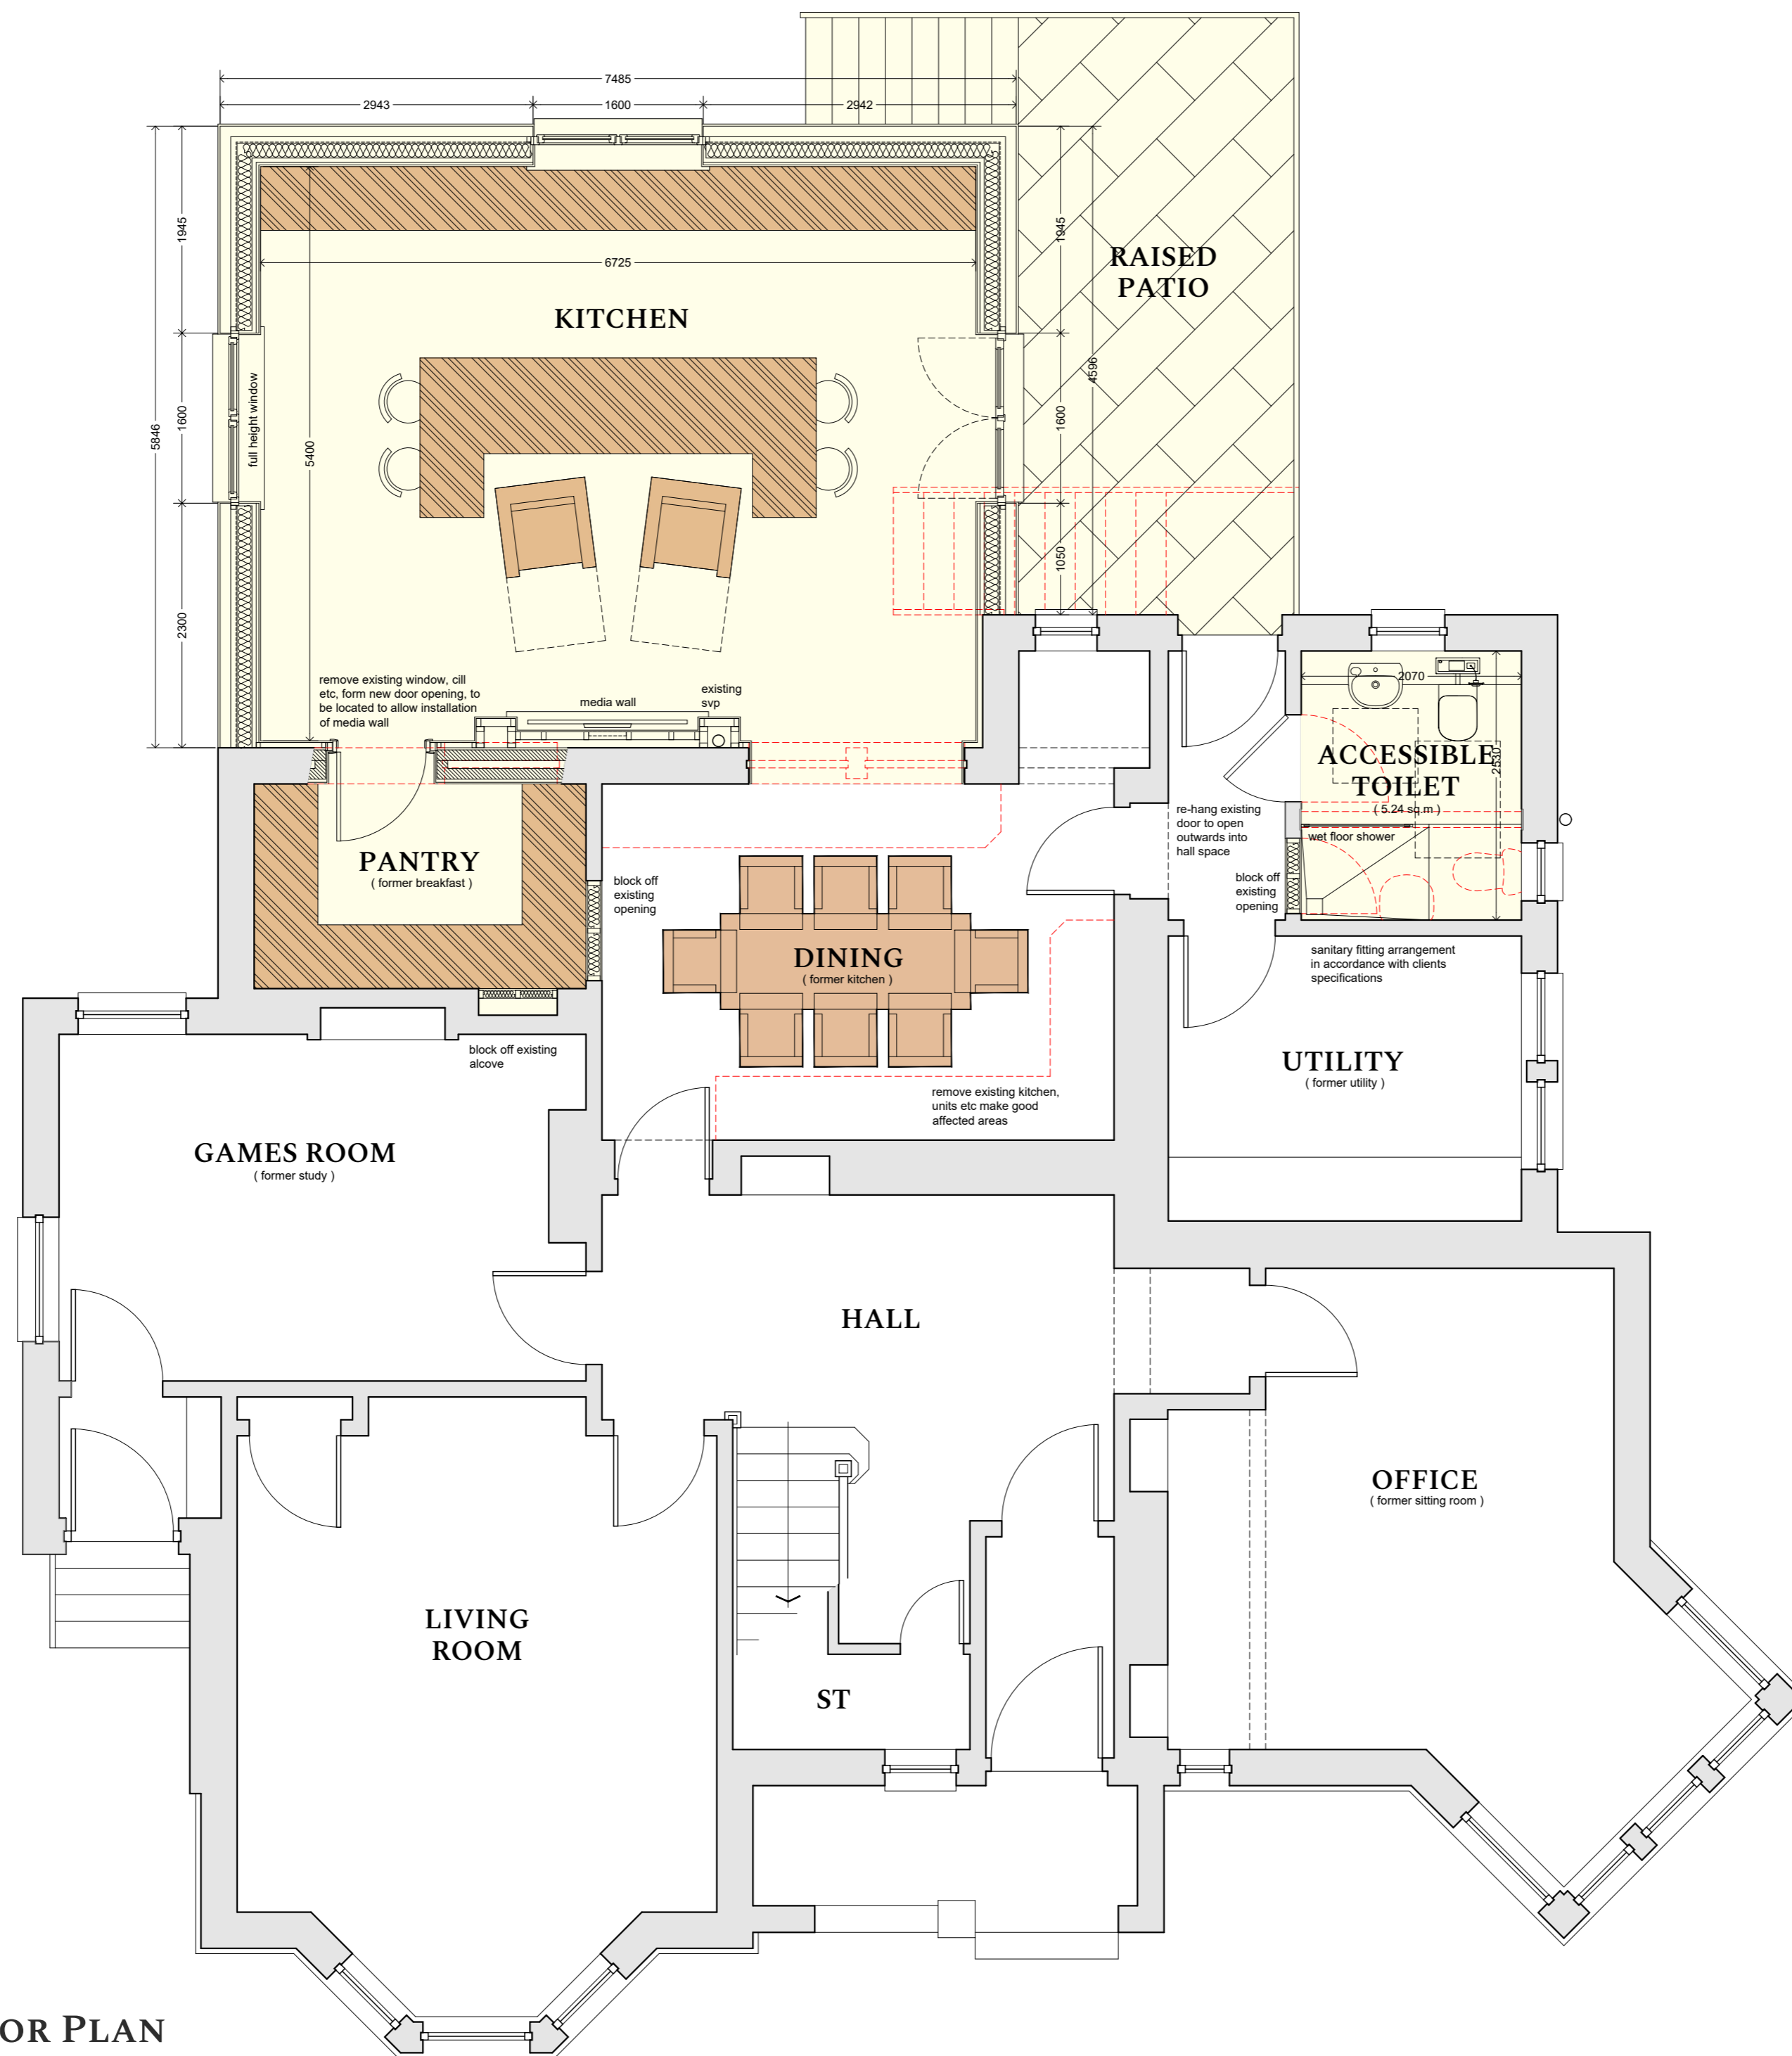 7485
2943
1600
2942
5846
1945
1600
2300
full height window
5400
6725
KITCHEN
1945
1600
1050
4596
RAISED
PATIO
remove existing window, cill
etc, form new door opening, to
be located to allow installation
of media wall
media wall
existing
svp
PANTRY
( former breakfast )
block off
existing
opening
DINING
( former kitchen )
re-hang existing
door to open
outwards into
hall space
block off
existing
opening
2070
2530
ACCESSIBLE
TOILET
( 5.24 sq.m )
wet floor shower
sanitary fitting arrangement
in accordance with clients
specifications
UTILITY
( former utility )
block off existing
alcove
remove existing kitchen,
units etc make good
affected areas
GAMES ROOM
( former study )
HALL
OFFICE
( former sitting room )
LIVING
ROOM
ST
OR PLAN